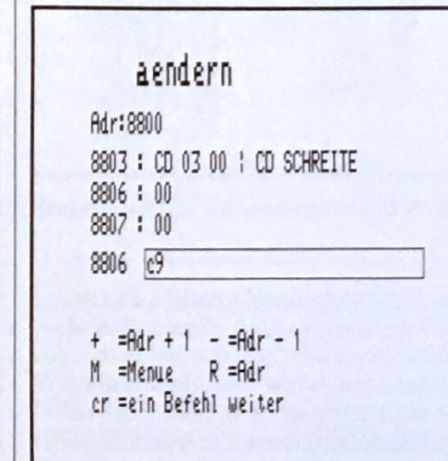 aendern
Adr:8800
8803 : CD 03 00 : CD SCHREITE
8806 : 00
8807 : 00
8806 c9
+ =Adr + 1 - =Adr - 1
M =Menue R =Adr
cr =ein Befehl weiter